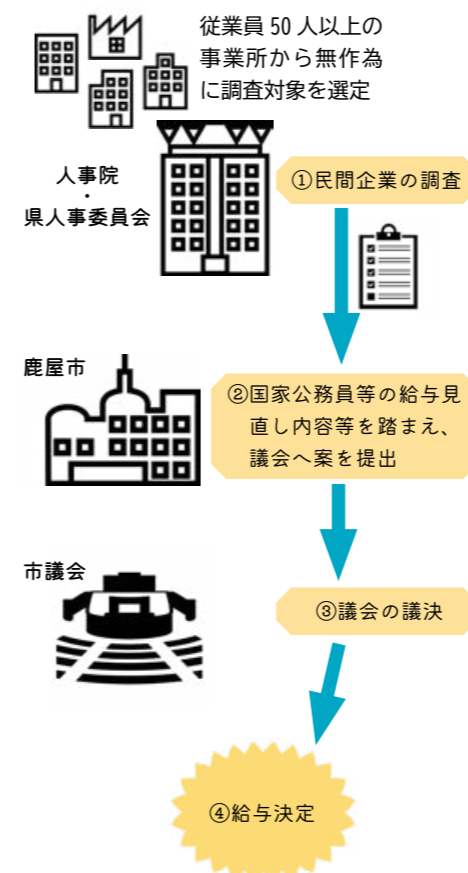 従業員50人以上の
事業所から無作為
に調査対象を選定
人事院
・
県人事委員会
①民間企業の調査
鹿屋市
②国家公務員等の給与見
直し内容等を踏まえ、
議会へ案を提出
市議会
③議会の議決
④給与決定